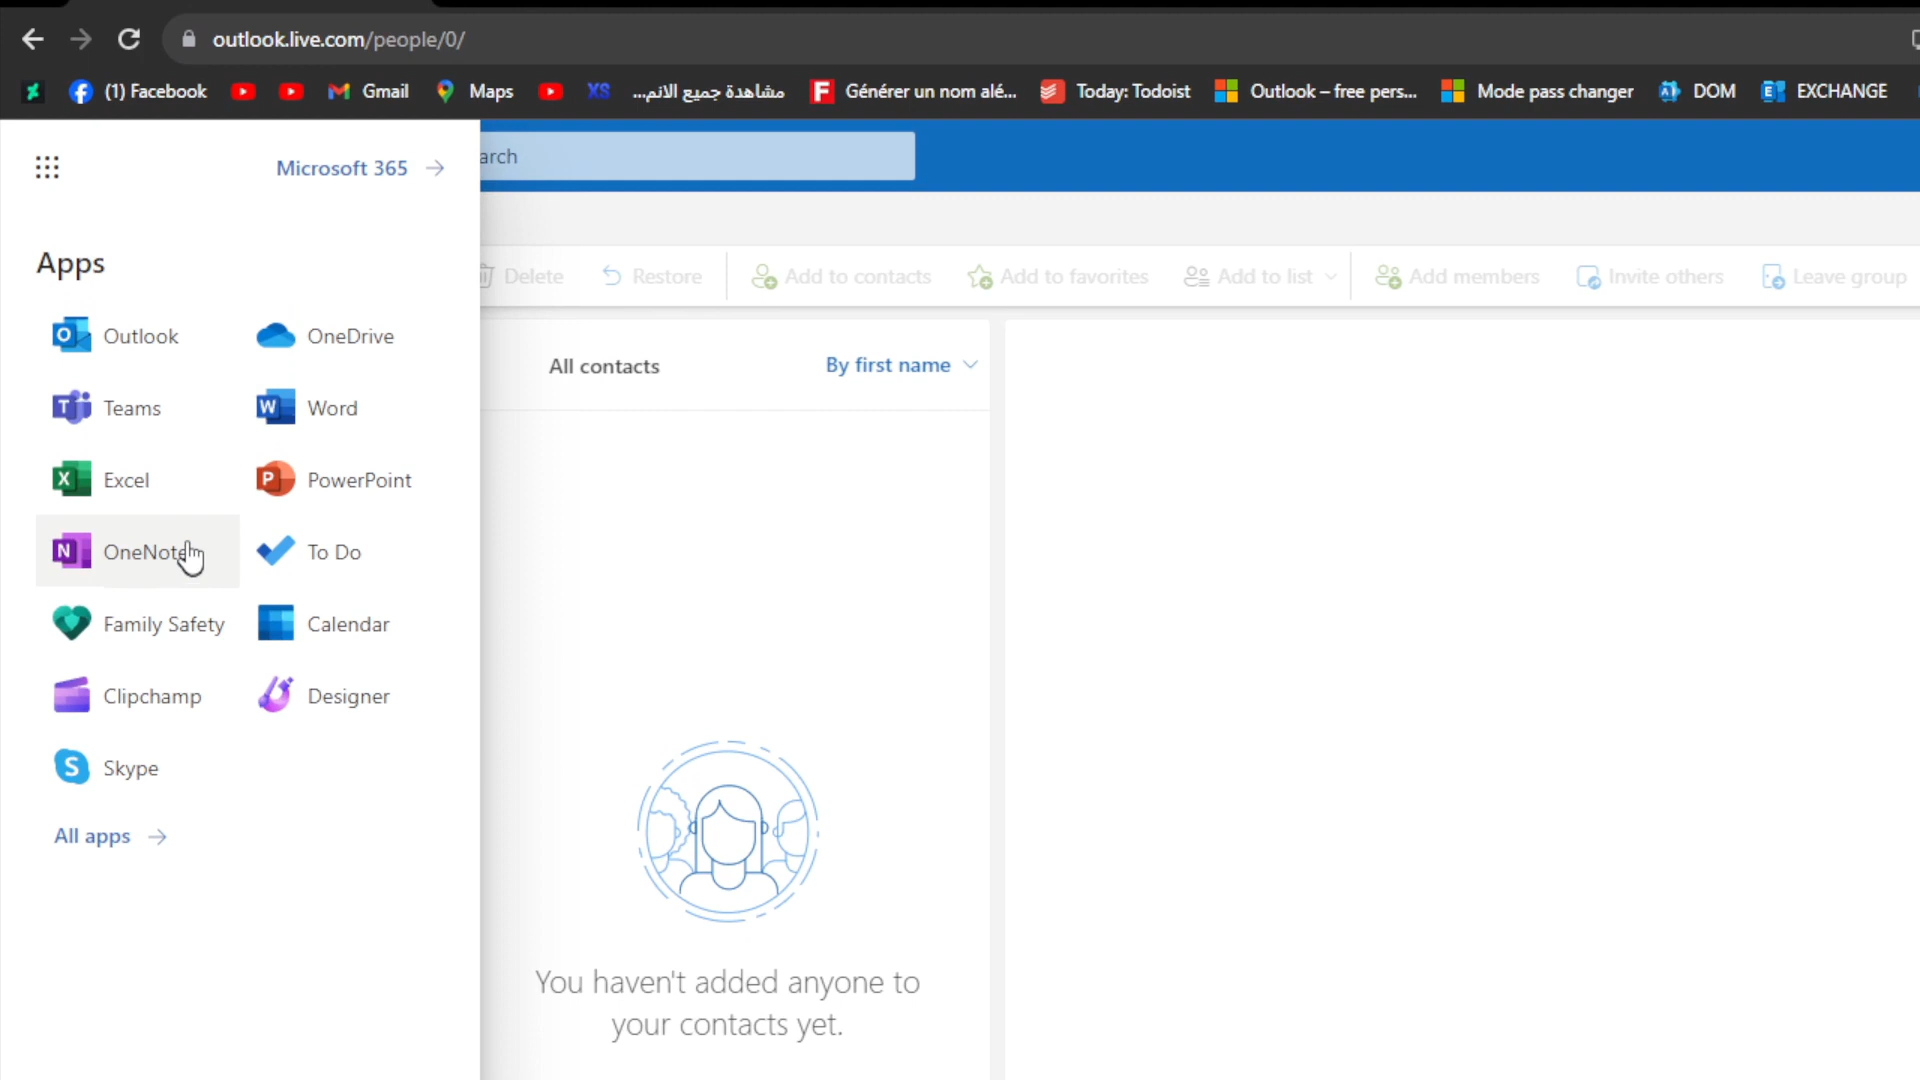 outlook.live.com/people/0/
(1) Facebook
Gmail
Maps
XS
مشاهدة جميع الانم...
Générer un nom alé...
Today: Todoist
Outlook – free pers...
Mode pass changer
DOM
EXCHANGE
Microsoft 365
arch
Apps
Delete
Restore
Add to contacts
Add to favorites
Add to list
Add members
Invite others
Leave group
Outlook
OneDrive
Teams
Word
Excel
PowerPoint
OneNote
To Do
Family Safety
Calendar
Clipchamp
Designer
Skype
All apps
All contacts
By first name
You haven't added anyone to
your contacts yet.